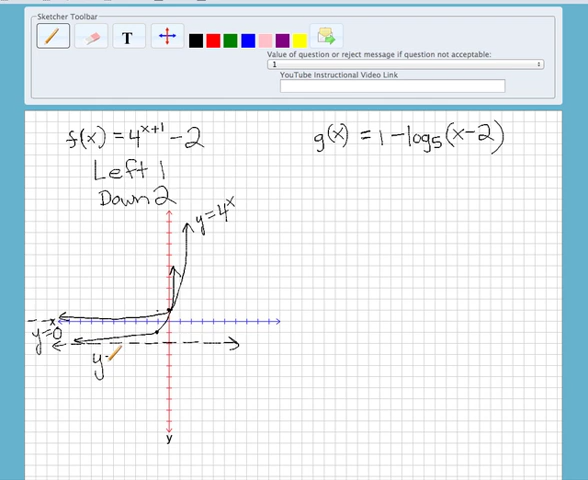 Sketcher Toolbar
T
Value of question or reject message if question not acceptable:
1
YouTube Instructional Video Link
f(x) = 4^{x+1} - 2
g(x) = 1 - log_5(x-2)
Left 1
Down 2
y=4^x
x
y=0
y-
y